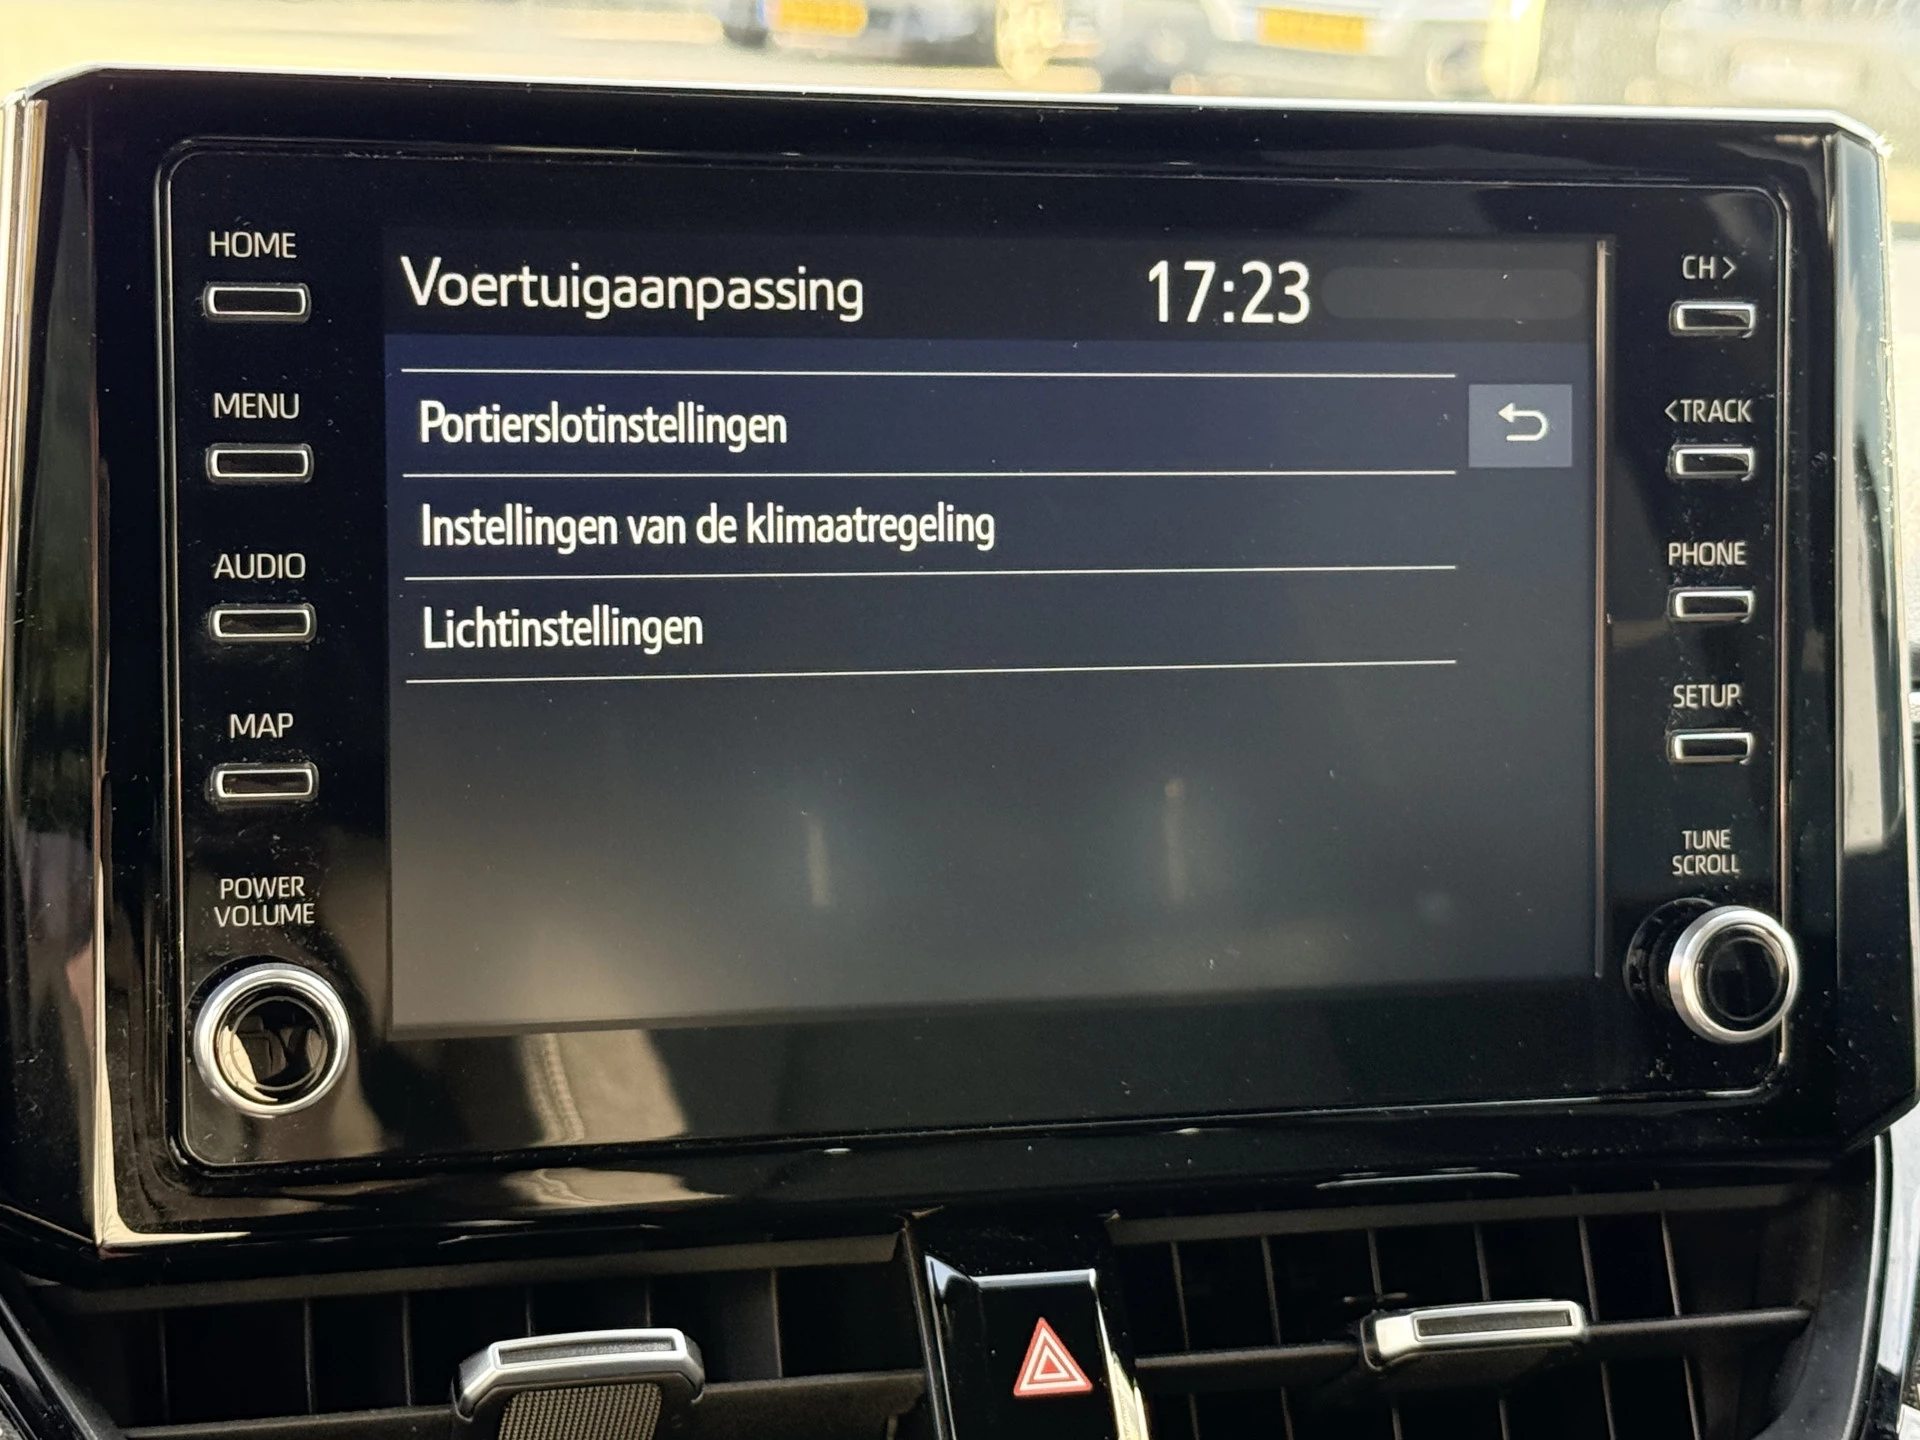 HOME
MENU
AUDIO
MAP
POWER
VOLUME
Voertuigaanpassing 17:23
Portierslotinstellingen
Instellingen van de klimaatregeling
Lichtinstellingen
CH >
<TRACK
PHONE
SETUP
TUNE
SCROLL